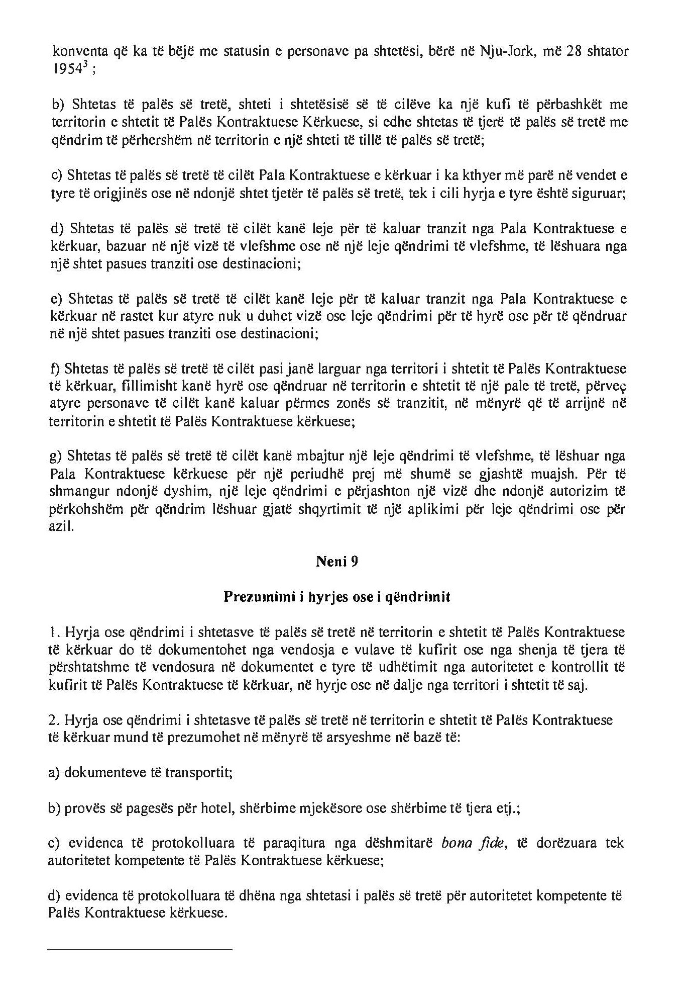 konventa që ka të bëjë me statusin e personave pa shtetësi, bërë në Nju-Jork, më 28 shtator
1954³ ;
b) Shtetas të palës së tretë, shteti i shtetësisë së të cilëve ka një kufi të përbashkët me
territorin e shtetit të Palës Kontraktuese Kërkuese, si edhe shtetas të tjerë të palës së tretë me
qëndrim të përhershëm në territorin e një shteti të tillë të palës së tretë;
c) Shtetas të palës së tretë të cilët Pala Kontraktuese e kërkuar i ka kthyer më parë në vendet e
tyre të origjinës ose në ndonjë shtet tjetër të palës së tretë, tek i cili hyrja e tyre është siguruar;
d) Shtetas të palës së tretë të cilët kanë leje për të kaluar tranzit nga Pala Kontraktuese e
kërkuar, bazuar në një vizë të vlefshme ose në një leje qëndrimi të vlefshme, të lëshuara nga
një shtet pasues tranziti ose destinacioni;
e) Shtetas të palës së tretë të cilët kanë leje për të kaluar tranzit nga Pala Kontraktuese e
kërkuar në rastet kur atyre nuk u duhet vizë ose leje qëndrimi për të hyrë ose për të qëndruar
në një shtet pasues tranziti ose destinacioni;
f) Shtetas të palës së tretë të cilët pasi janë larguar nga territori i shtetit të Palës Kontraktuese
të kërkuar, fillimisht kanë hyrë ose qëndruar në territorin e shtetit të një pale të tretë, përveç
atyre personave të cilët kanë kaluar përmes zonës së tranzitit, në mënyrë që të arrijnë në
territorin e shtetit të Palës Kontraktuese kërkuese;
g) Shtetas të palës së tretë të cilët kanë mbajtur një leje qëndrimi të vlefshme, të lëshuar nga
Pala Kontraktuese kërkuese për një periudhë prej më shumë se gjashtë muajsh. Për të
shmangur ndonjë dyshim, një leje qëndrimi e përjashton një vizë dhe ndonjë autorizim të
përkohshëm për qëndrim lëshuar gjatë shqyrtimit të një aplikimi për leje qëndrimi ose për
azil.
Neni 9
Prezumimi i hyrjes ose i qëndrimit
1. Hyrja ose qëndrimi i shtetasve të palës së tretë në territorin e shtetit të Palës Kontraktuese
të kërkuar do të dokumentohet nga vendosja e vulave të kufirit ose nga shenja të tjera të
përshtatshme të vendosura në dokumentet e tyre të udhëtimit nga autoritetet e kontrollit të
kufirit të Palës Kontraktuese të kërkuar, në hyrje ose në dalje nga territori i shtetit të saj.
2. Hyrja ose qëndrimi i shtetasve të palës së tretë në territorin e shtetit të Palës Kontraktuese
të kërkuar mund të prezumohet në mënyrë të arsyeshme në bazë të:
a) dokumenteve të transportit;
b) provës së pagesës për hotel, shërbime mjekësore ose shërbime të tjera etj.;
c) evidenca të protokolluara të paraqitura nga dëshmitarë bona fide, të dorëzuara tek
autoritetet kompetente të Palës Kontraktuese kërkuese;
d) evidenca të protokolluara të dhëna nga shtetasi i palës së tretë për autoritetet kompetente të
Palës Kontraktuese kërkuese.